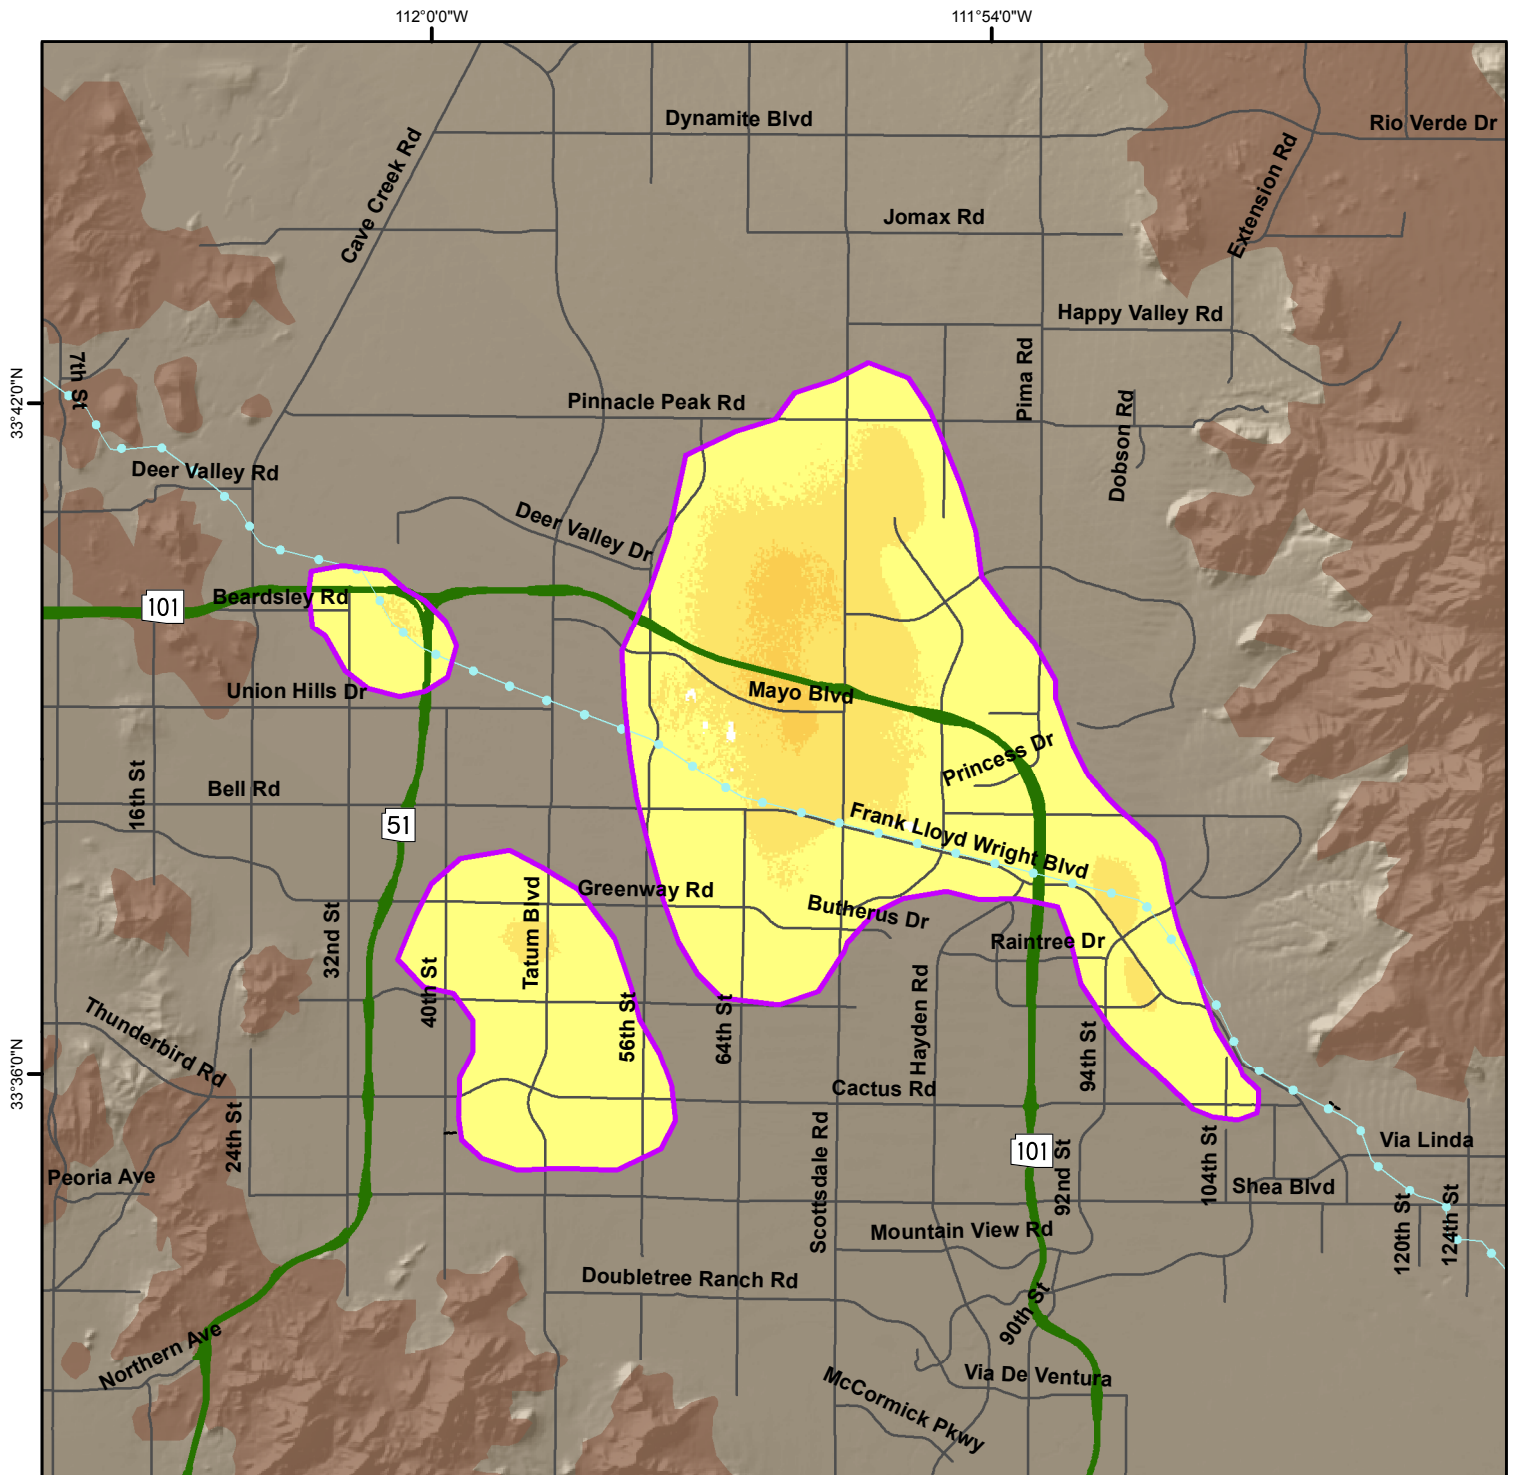 112°0'0"W
111°54'0"W
Dynamite Blvd
Rio Verde Dr
Cave Creek Rd
Extension Rd
Jomax Rd
Happy Valley Rd
7th St
Pima Rd
33°42'0"N
Pinnacle Peak Rd
Dobson Rd
Deer Valley Rd
Deer Valley Dr
101
Beardsley Rd
Union Hills Dr
Mayo Blvd
Princess Dr
16th St
Bell Rd
51
Frank Lloyd Wright Blvd
Greenway Rd
Tatum Blvd
Butherus Dr
32nd St
Raintree Dr
40th St
56th St
64th St
Hayden Rd
Thunderbird Rd
33°36'0"N
94th St
Cactus Rd
24th St
Scottsdale Rd
101
92nd St
104th St
Via Linda
Peoria Ave
Shea Blvd
120th St
124th St
Mountain View Rd
Doubletree Ranch Rd
90th St
Northern Ave
Via De Ventura
McCormick Pkwy